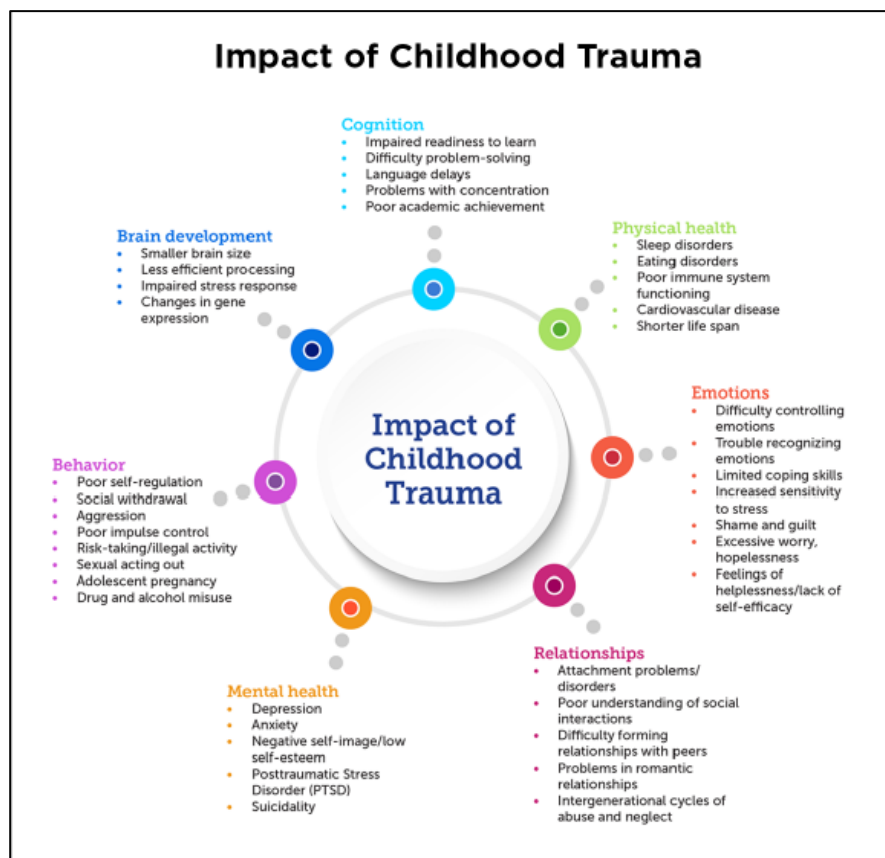 Impact of Childhood Trauma
Cognition
• Impaired readiness to learn
• Difficulty problem-solving
• Language delays
• Problems with concentration
• Poor academic achievement
Physical health
• Sleep disorders
• Eating disorders
• Poor immune system
functioning
• Cardiovascular disease
• Shorter life span
Brain development
• Smaller brain size
• Less efficient processing
• Impaired stress response
• Changes in gene
expression
Emotions
• Difficulty controlling
emotions
• Trouble recognizing
emotions
• Limited coping skills
• Increased sensitivity
to stress
• Shame and guilt
• Excessive worry,
hopelessness
• Feelings of
helplessness/lack of
self-efficacy
Impact of
Childhood
Trauma
Behavior
• Poor self-regulation
• Social withdrawal
• Aggression
• Poor impulse control
• Risk-taking/illegal activity
• Sexual acting out
• Adolescent pregnancy
• Drug and alcohol misuse
Relationships
• Attachment problems/
disorders
• Poor understanding of social
interactions
• Difficulty forming
relationships with peers
• Problems in romantic
relationships
• Intergenerational cycles of
abuse and neglect
Mental health
• Depression
• Anxiety
• Negative self-image/low
self-esteem
• Posttraumatic Stress
Disorder (PTSD)
• Suicidality